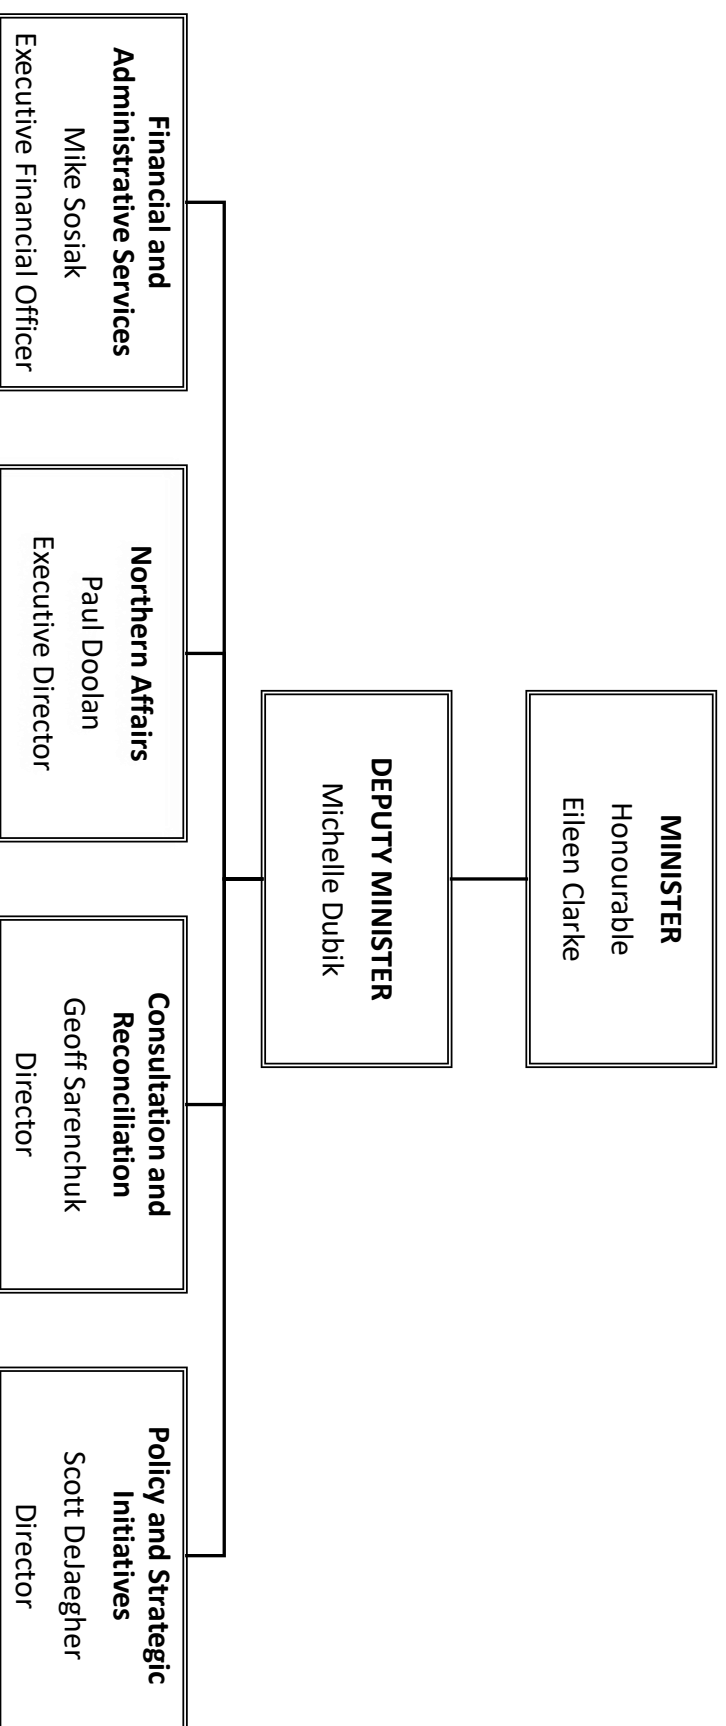 MINISTER
Honourable
Eileen Clarke
DEPUTY MINISTER
Michelle Dubik
Financial and
Administrative Services
Mike Sosiak
Executive Financial Officer
Northern Affairs
Paul Doolan
Executive Director
Consultation and
Reconciliation
Geoff Sarenchuk
Director
Policy and Strategic
Initiatives
Scott DeJaegher
Director